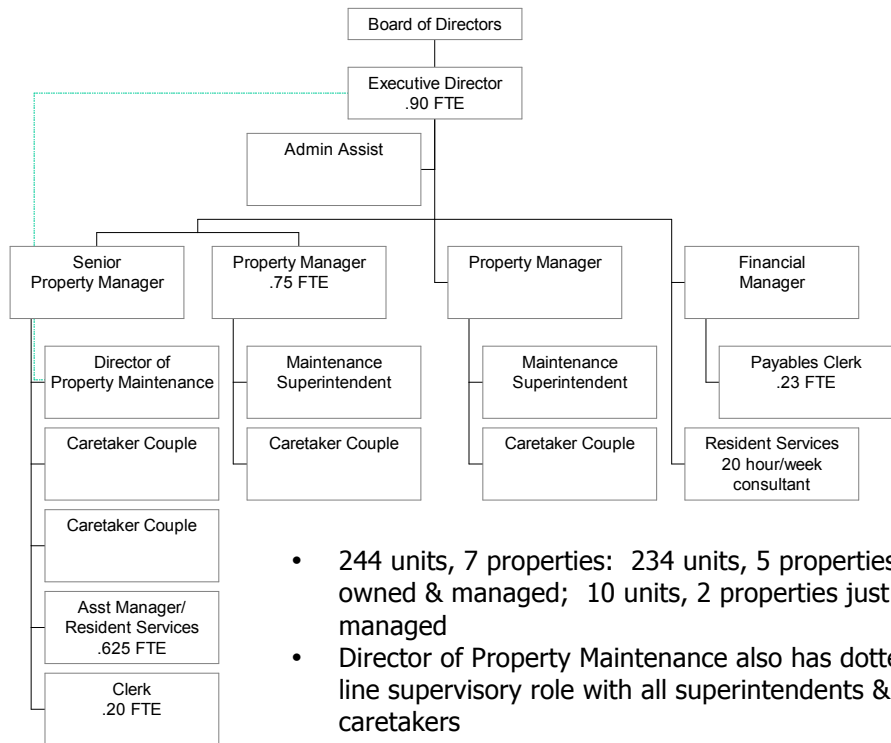 Board of Directors
Executive Director
.90 FTE
Admin Assist
Senior
Property Manager
Property Manager
.75 FTE
Property Manager
Financial
Manager
Director of
Property Maintenance
Maintenance
Superintendent
Maintenance
Superintendent
Payables Clerk
.23 FTE
Caretaker Couple
Caretaker Couple
Caretaker Couple
Resident Services
20 hour/week
consultant
Caretaker Couple
Asst Manager/
Resident Services
.625 FTE
Clerk
.20 FTE
• 244 units, 7 properties: 234 units, 5 properties
owned & managed; 10 units, 2 properties just
managed
• Director of Property Maintenance also has dotte
line supervisory role with all superintendents &
caretakers